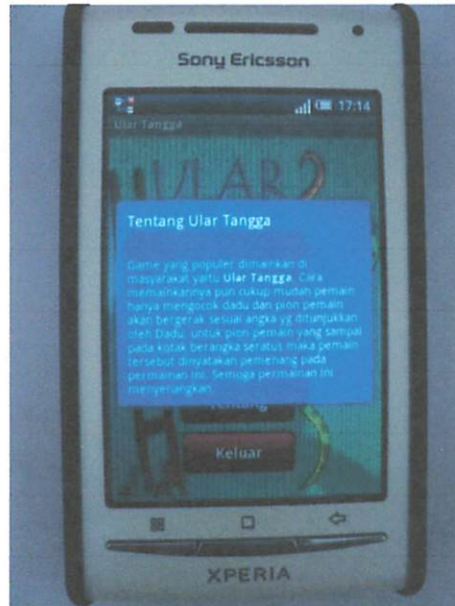 Sony Ericsson
17:14
Ular Tangga
ULAR 2
Tentang Ular Tangga
Game yang populer dimainkan di
masyarakat yaitu Ular Tangga. Cara
memainkannya pun cukup mudah pemain
hanya mengocok dadu dan pion pemain
akan bergerak sesuai angka yg ditunjukkan
oleh Dadu. untuk pion pemain yang sampai
pada kotak berangka seratus maka pemain
tersebut dinyatakan pemenang pada
permainan ini. Semoga permainan ini
menyenangkan.
Tentang
Keluar
XPERIA